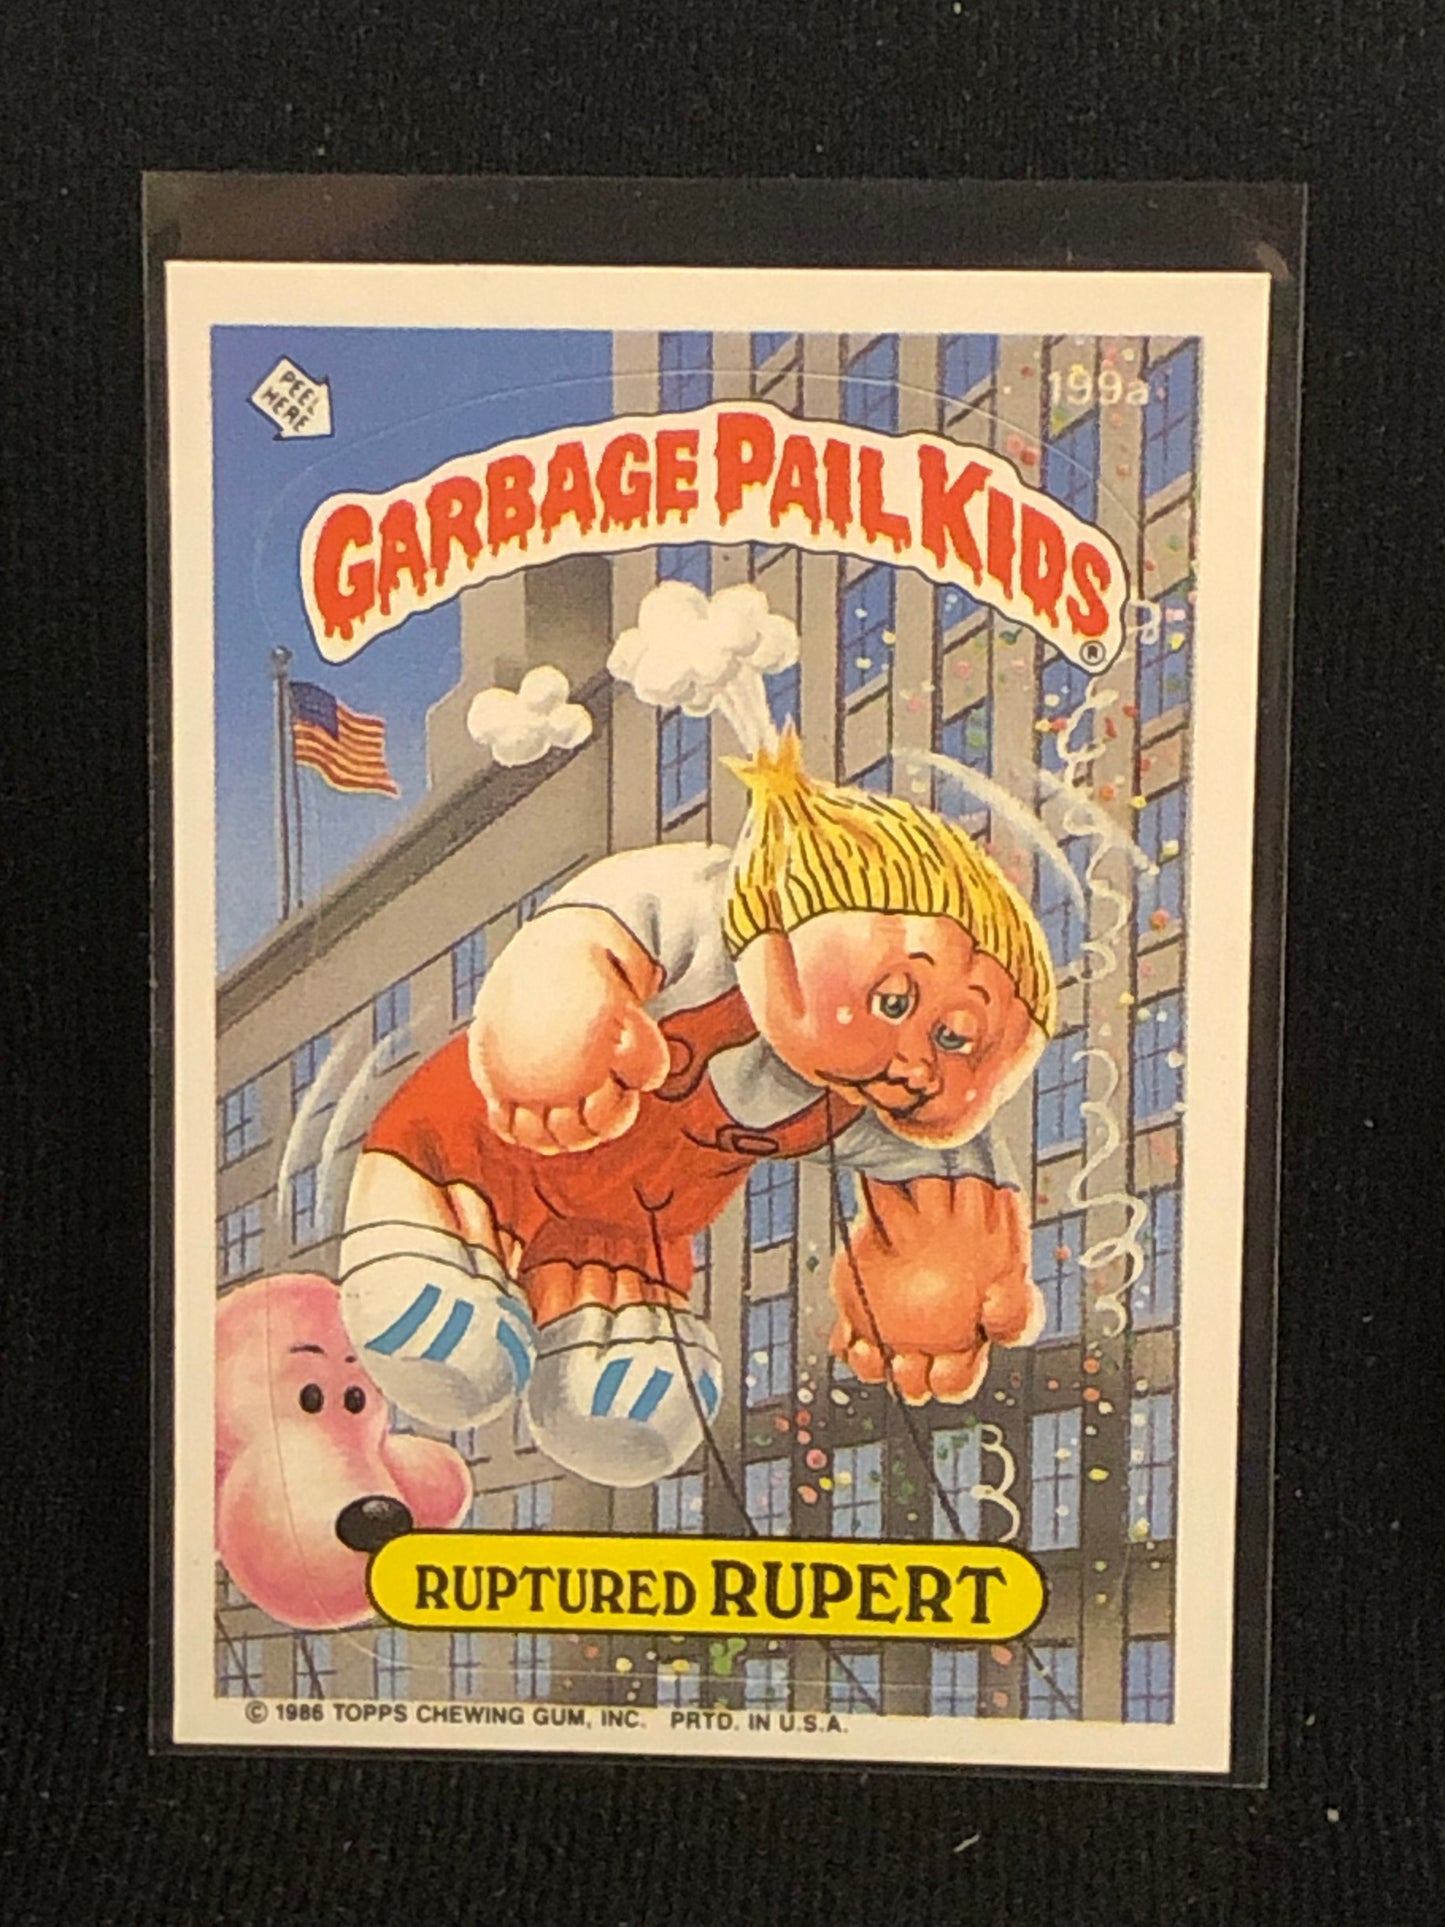 PEEL
HERE
199a
GARBAGE PAIL KIDS
®
RUPTURED RUPERT
© 1986 TOPPS CHEWING GUM, INC. PRTD. IN U.S.A.